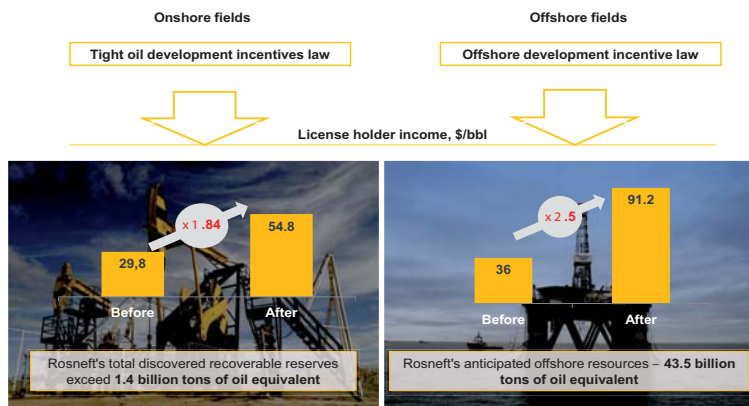 Onshore fields
Offshore fields
Tight oil development incentives law
Offshore development incentive law
License holder income, $/bbl
x 1 .84
54.8
29,8
Before
After
x 2 .5
91.2
36
Before
After
Rosneft's total discovered recoverable reserves
exceed 1.4 billion tons of oil equivalent
Rosneft's anticipated offshore resources – 43.5 billion
tons of oil equivalent